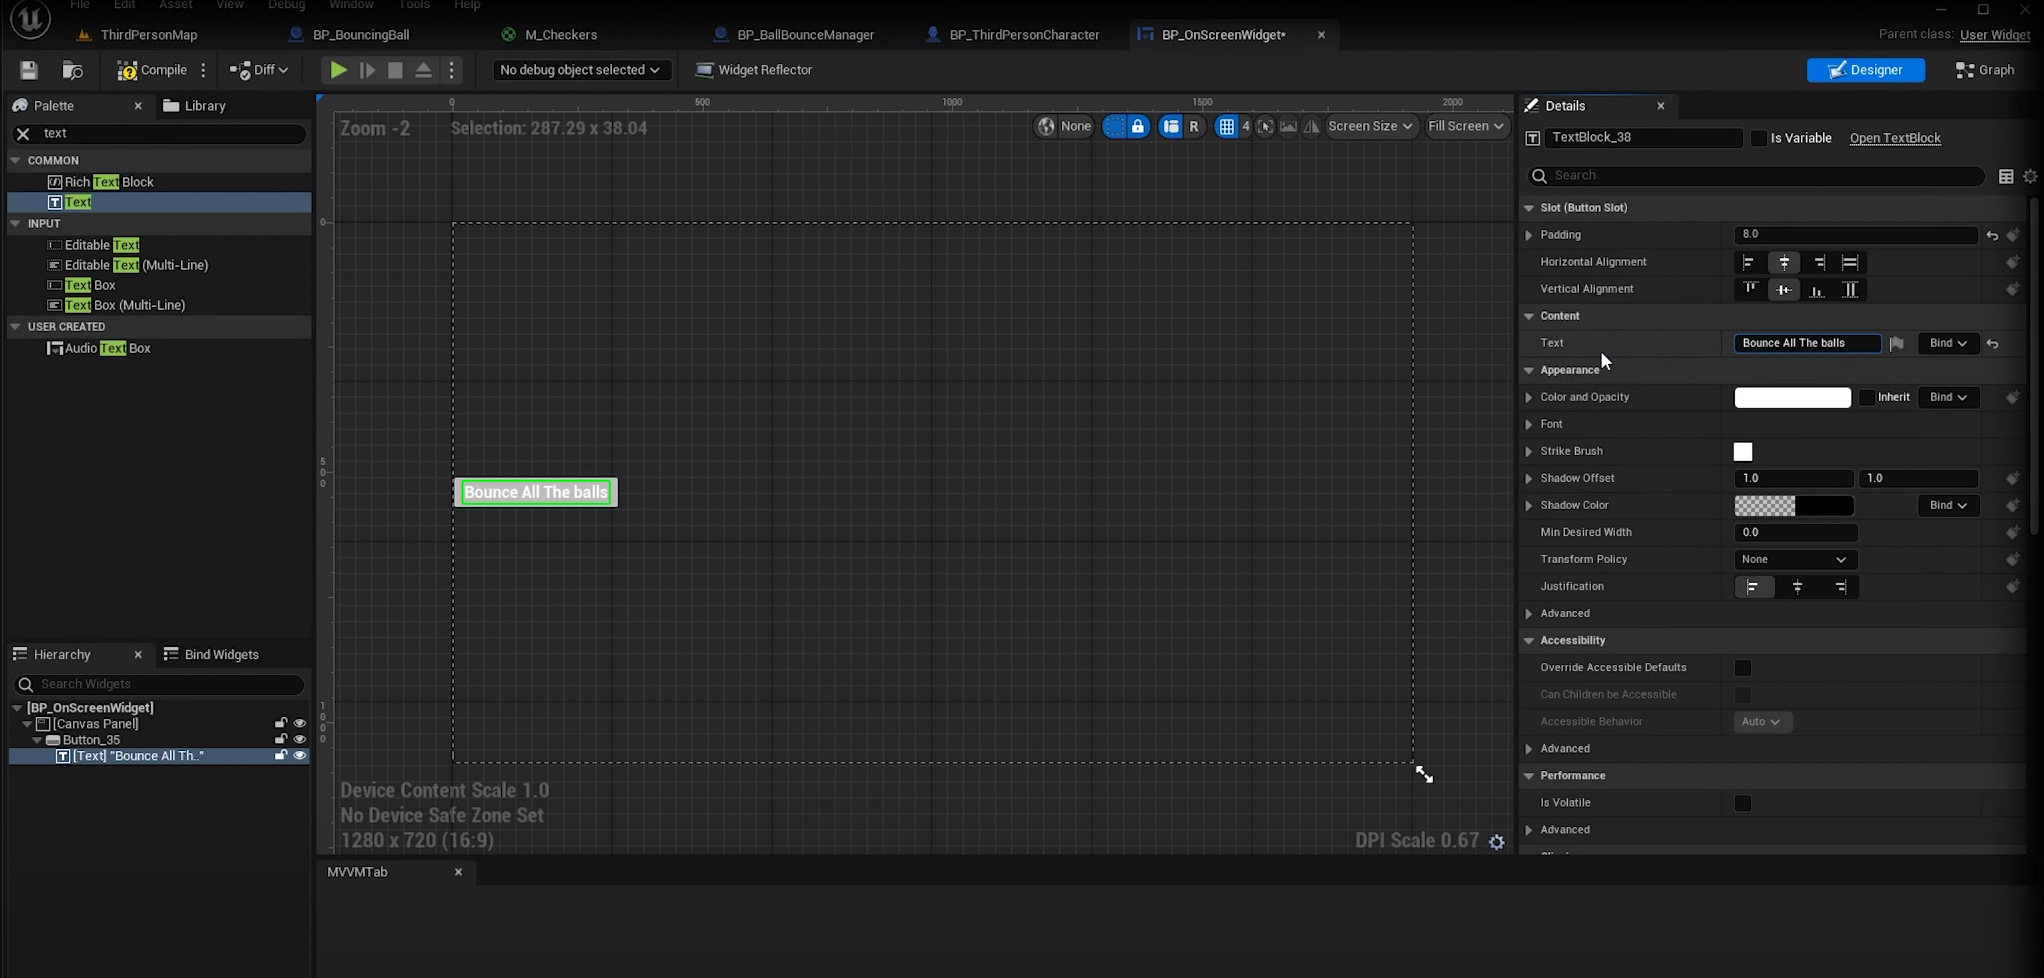 File Edit Asset View Debug Window Tools Help
ThirdPersonMap BP_BouncingBall M_Checkers BP_BallBounceManager BP_ThirdPersonCharacter BP_OnScreenWidget*
Parent class: User Widget
Compile Diff No debug object selected Widget Reflector Designer Graph
Palette Library
text
COMMON
Rich Text Block
Text
INPUT
Editable Text
Editable Text (Multi-Line)
Text Box
Text Box (Multi-Line)
USER CREATED
Audio Text Box
Hierarchy Bind Widgets
Search Widgets
[BP_OnScreenWidget]
[Canvas Panel]
Button_35
[Text] "Bounce All Th.."
0 500 1000 1500 2000
Zoom -2 Selection: 287.29 x 38.04
None R 4 Screen Size Fill Screen
0
500
1000
Bounce All The balls
Device Content Scale 1.0
No Device Safe Zone Set
1280 x 720 (16:9)
DPI Scale 0.67
MVVMTab
Details
TextBlock_38 Is Variable Open TextBlock
Search
Slot (Button Slot)
Padding 8.0
Horizontal Alignment
Vertical Alignment
Content
Text Bounce All The balls Bind
Appearance
Color and Opacity Inherit Bind
Font
Strike Brush
Shadow Offset 1.0 1.0
Shadow Color Bind
Min Desired Width 0.0
Transform Policy None
Justification
Advanced
Accessibility
Override Accessible Defaults
Can Children be Accessible
Accessible Behavior Auto
Advanced
Performance
Is Volatile
Advanced